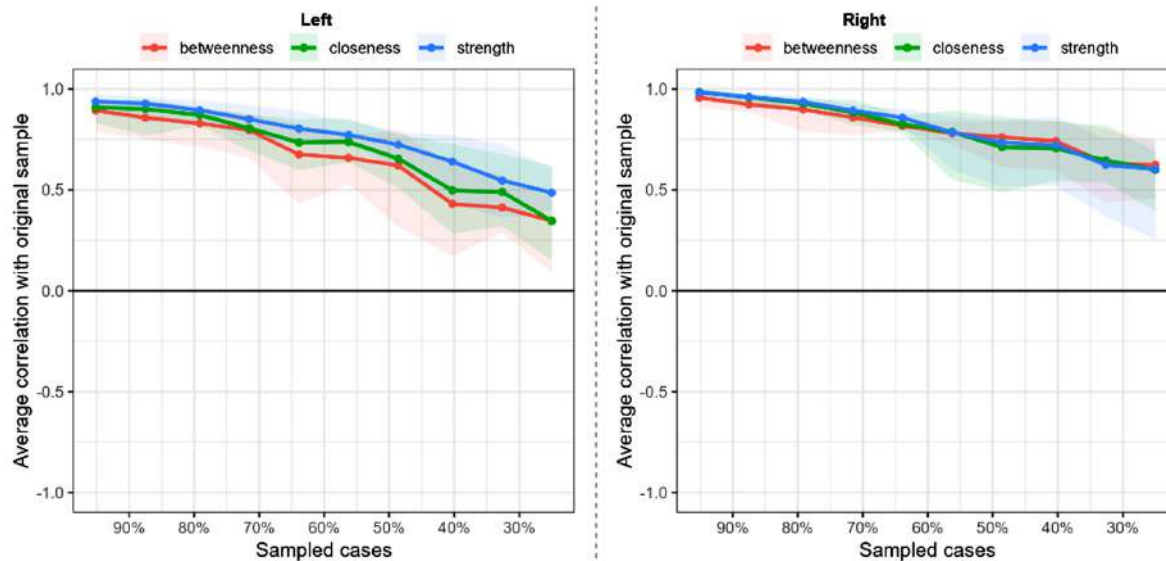 Left
betweenness closeness strength
Average correlation with original sample
1.0
0.5
0.0
-0.5
-1.0
90% 80% 70% 60% 50% 40% 30%
Sampled cases
Right
betweenness closeness strength
Average correlation with original sample
1.0
0.5
0.0
-0.5
-1.0
90% 80% 70% 60% 50% 40% 30%
Sampled cases